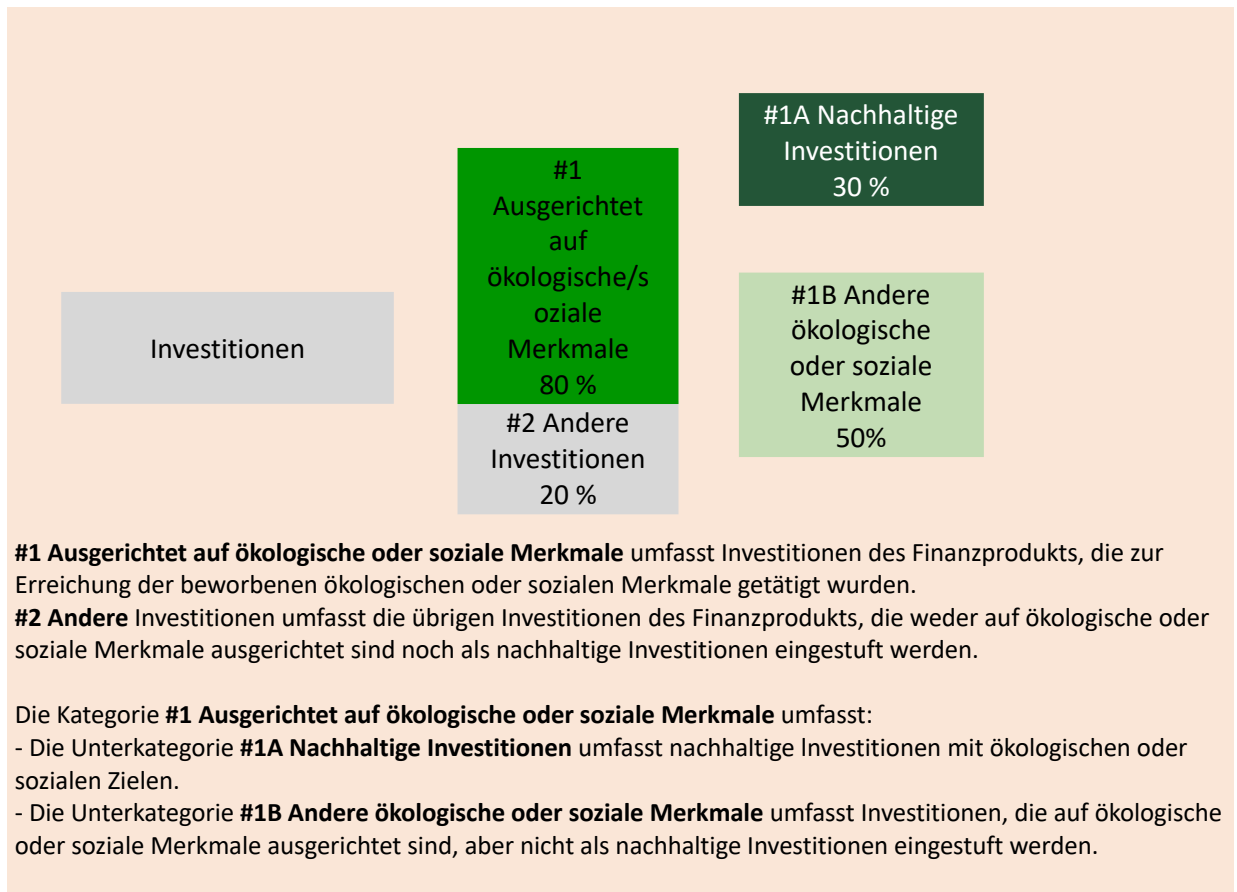 Investitionen
#1
Ausgerichtet
auf
ökologische/s
oziale
Merkmale
80 %
#2 Andere
Investitionen
20 %
#1A Nachhaltige
Investitionen
30 %
#1B Andere
ökologische
oder soziale
Merkmale
50%
#1 Ausgerichtet auf ökologische oder soziale Merkmale umfasst Investitionen des Finanzprodukts, die zur
Erreichung der beworbenen ökologischen oder sozialen Merkmale getätigt wurden.
#2 Andere Investitionen umfasst die übrigen Investitionen des Finanzprodukts, die weder auf ökologische oder
soziale Merkmale ausgerichtet sind noch als nachhaltige Investitionen eingestuft werden.
Die Kategorie #1 Ausgerichtet auf ökologische oder soziale Merkmale umfasst:
- Die Unterkategorie #1A Nachhaltige Investitionen umfasst nachhaltige lnvestitionen mit ökologischen oder
sozialen Zielen.
- Die Unterkategorie #1B Andere ökologische oder soziale Merkmale umfasst Investitionen, die auf ökologische
oder soziale Merkmale ausgerichtet sind, aber nicht als nachhaltige Investitionen eingestuft werden.